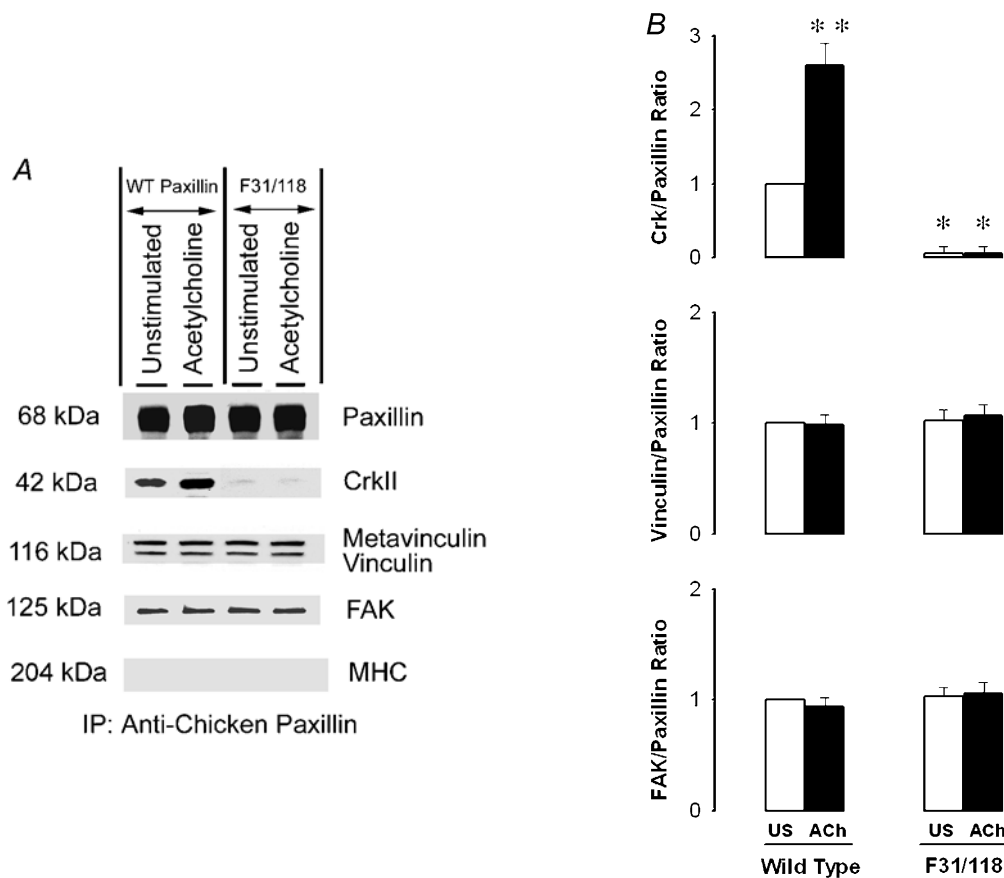 A
WT Paxillin F31/118
Unstimulated
Acetylcholine
Unstimulated
Acetylcholine
68 kDa Paxillin
42 kDa CrkII
116 kDa Metavinculin
Vinculin
125 kDa FAK
204 kDa MHC
IP: Anti-Chicken Paxillin
B
Crk/Paxillin Ratio
3
2
1
0
* *
* *
Vinculin/Paxillin Ratio
2
1
0
FAK/Paxillin Ratio
2
1
0
US ACh US ACh
Wild Type F31/118